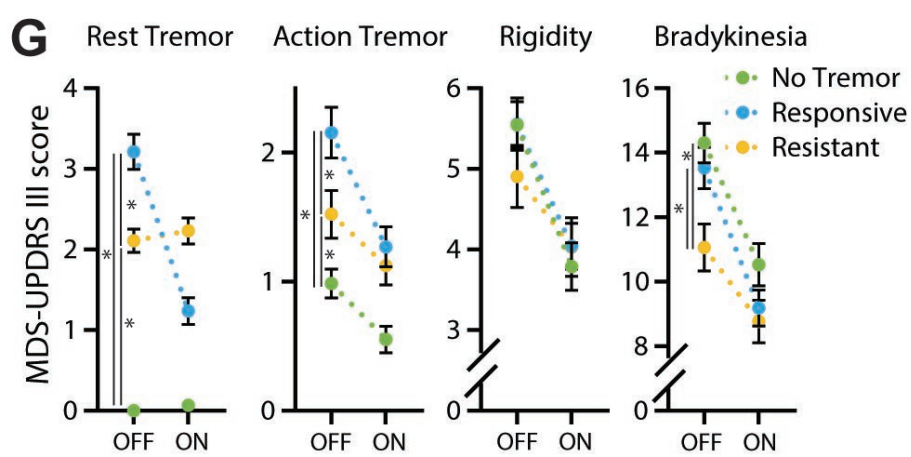 G
Rest Tremor
Action Tremor
Rigidity
Bradykinesia
No Tremor
Responsive
Resistant
MDS-UPDRS III score
4
3
2
1
0
*
*
*
OFF
ON
2
1
0
*
*
*
OFF
ON
6
5
4
3
0
OFF
ON
16
14
12
10
8
0
*
*
OFF
ON